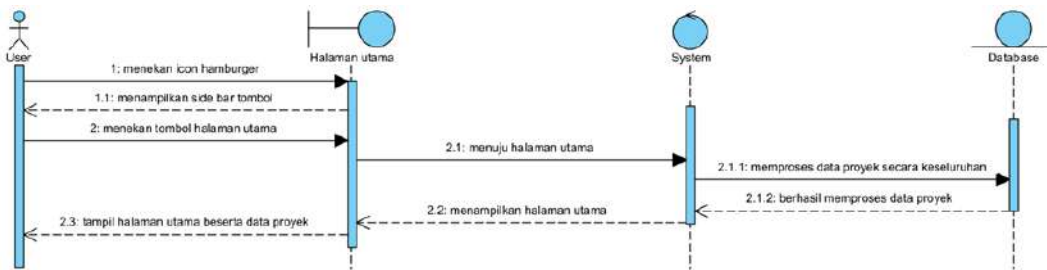 User
Halaman utama
System
Database
1: menekan icon hamburger
1.1: menampilkan side bar tombol
2: menekan tombol halaman utama
2.1: menuju halaman utama
2.1.1: memproses data proyek secara keseluruhan
2.1.2: berhasil memproses data proyek
2.2: menampilkan halaman utama
2.3: tampil halaman utama beserta data proyek